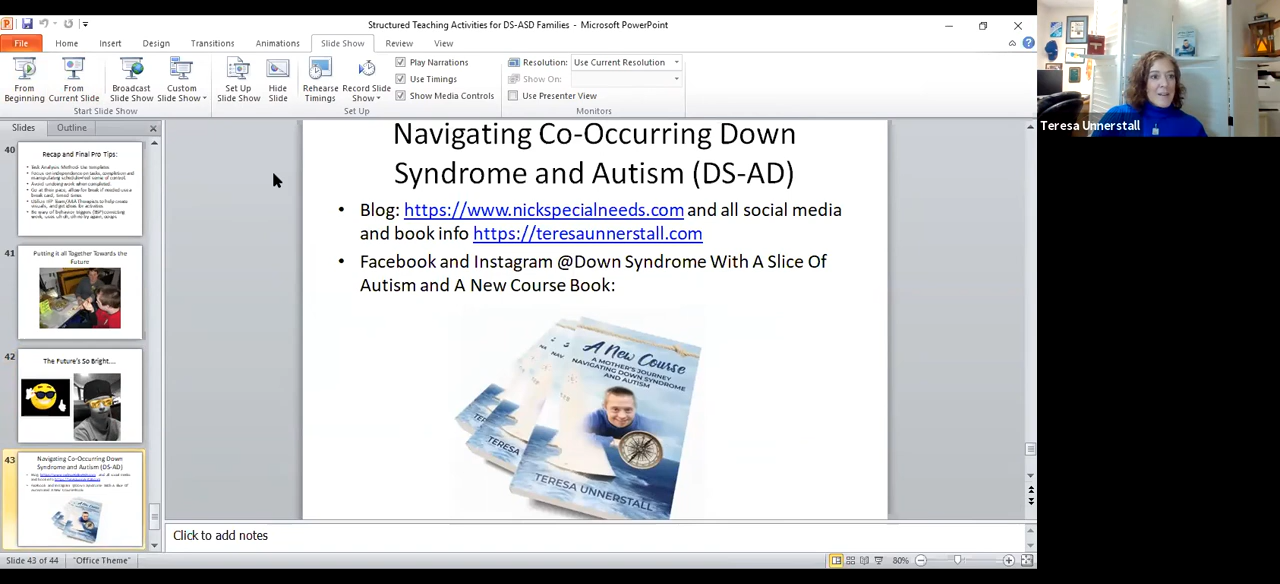 Structured Teaching Activities for DS-ASD Families - Microsoft PowerPoint
File Home Insert Design Transitions Animations Slide Show Review View
From Beginning
From Current Slide
Broadcast Slide Show
Custom Slide Show
Start Slide Show
Set Up Slide Show
Hide Slide
Rehearse Timings
Record Slide Show
Play Narrations
Use Timings
Show Media Controls
Set Up
Resolution: Use Current Resolution
Show On:
Use Presenter View
Monitors
Teresa Unnerstall
Slides Outline
40
Recap and Final Pro Tips:
41
Putting it all Together Towards the
Future
42
The Future's So Bright....
43
Navigating Co-Occurring Down
Syndrome and Autism (DS-AD)
Navigating Co-Occurring Down
Syndrome and Autism (DS-AD)
• Blog: https://www.nickspecialneeds.com and all social media
and book info https://teresaunnerstall.com
• Facebook and Instagram @Down Syndrome With A Slice Of
Autism and A New Course Book:
A New Course
A MOTHER'S JOURNEY
NAVIGATING DOWN SYNDROME
AND AUTISM
TERESA UNNERSTALL
Click to add notes
Slide 43 of 44 "Office Theme" 80%